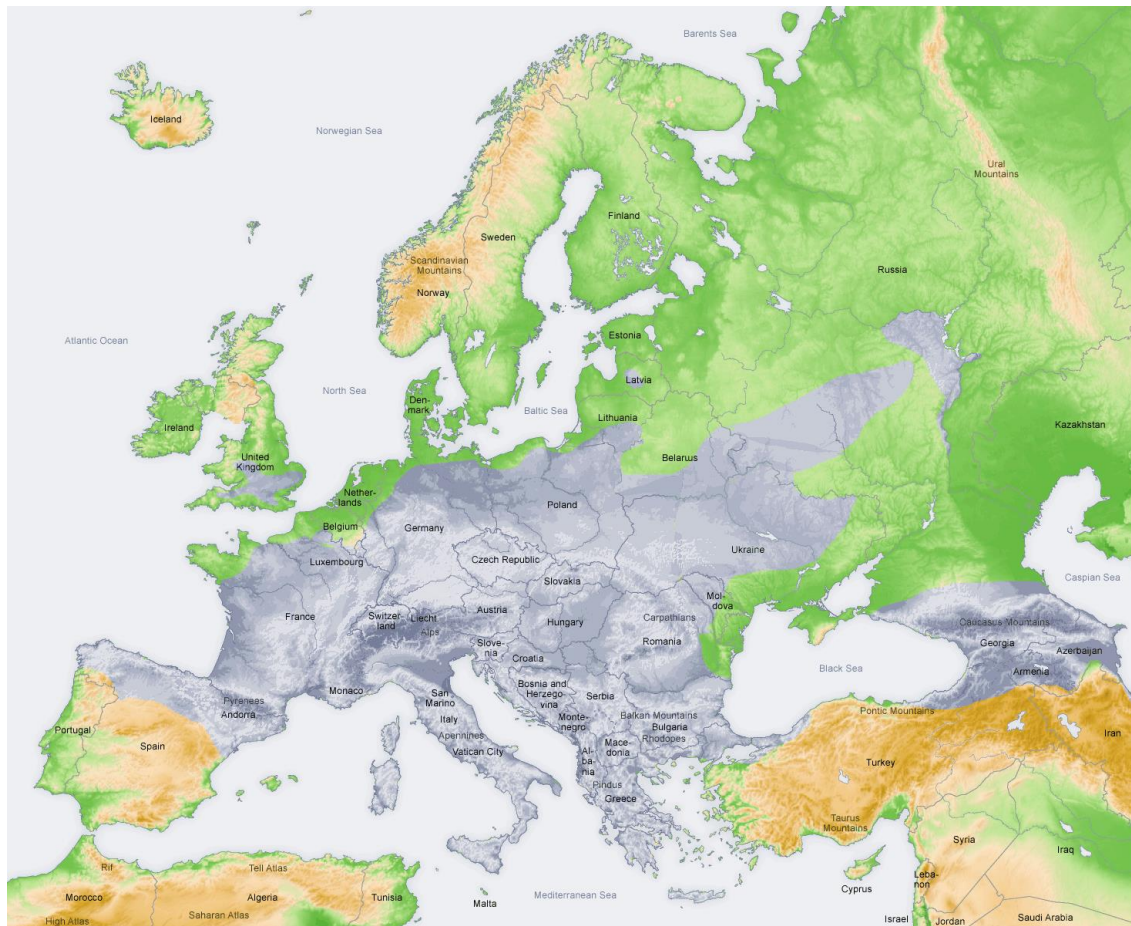 Barents Sea
Iceland
Norwegian Sea
Ural
Mountains
Finland
Sweden
Scandinavian
Mountains
Norway
Russia
Atlantic Ocean
Estonia
North Sea
Latvia
Den-
mark
Baltic Sea
Lithuania
Ireland
Kazakhstan
United
Kingdom
Belarus
Nether-
lands
Poland
Belgium
Germany
Ukraine
Luxembourg
Czech Republic
Slovakia
Caspian Sea
Mol-
dova
Austria
France
Switzer-
land
Liecht
Alps
Hungary
Carpathians
Romania
Caucasus Mountains
Georgia
Azerbaijan
Slove-
nia
Croatia
Armenia
Black Sea
Bosnia and
Herzego
vina
Serbia
Pyraneas
Andorra
Monaco
San
Marino
Pontic Mountains
Portugal
Spain
Italy
Apennines
Monte-
negro
Balkan Mountains
Bulgaria
Rhodopes
Iran
Vatican City
Al-
ba-
nia
Mace-
donia
Turkey
Pindus
Greece
Taurus
Mountains
Syria
Iraq
Rif
Tell Atlas
Leba-
non
Morocco
Algeria
Tunisia
Malta
Mediterranean Sea
Cyprus
High Atlas
Saharan Atlas
Israel
Jordan
Saudi Arabia